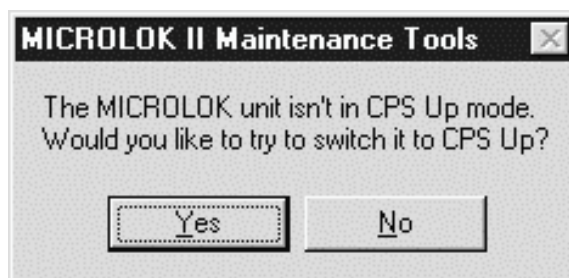 MICROLOK II Maintenance Tools
The MICROLOK unit isn't in CPS Up mode.
Would you like to try to switch it to CPS Up?
Yes
No